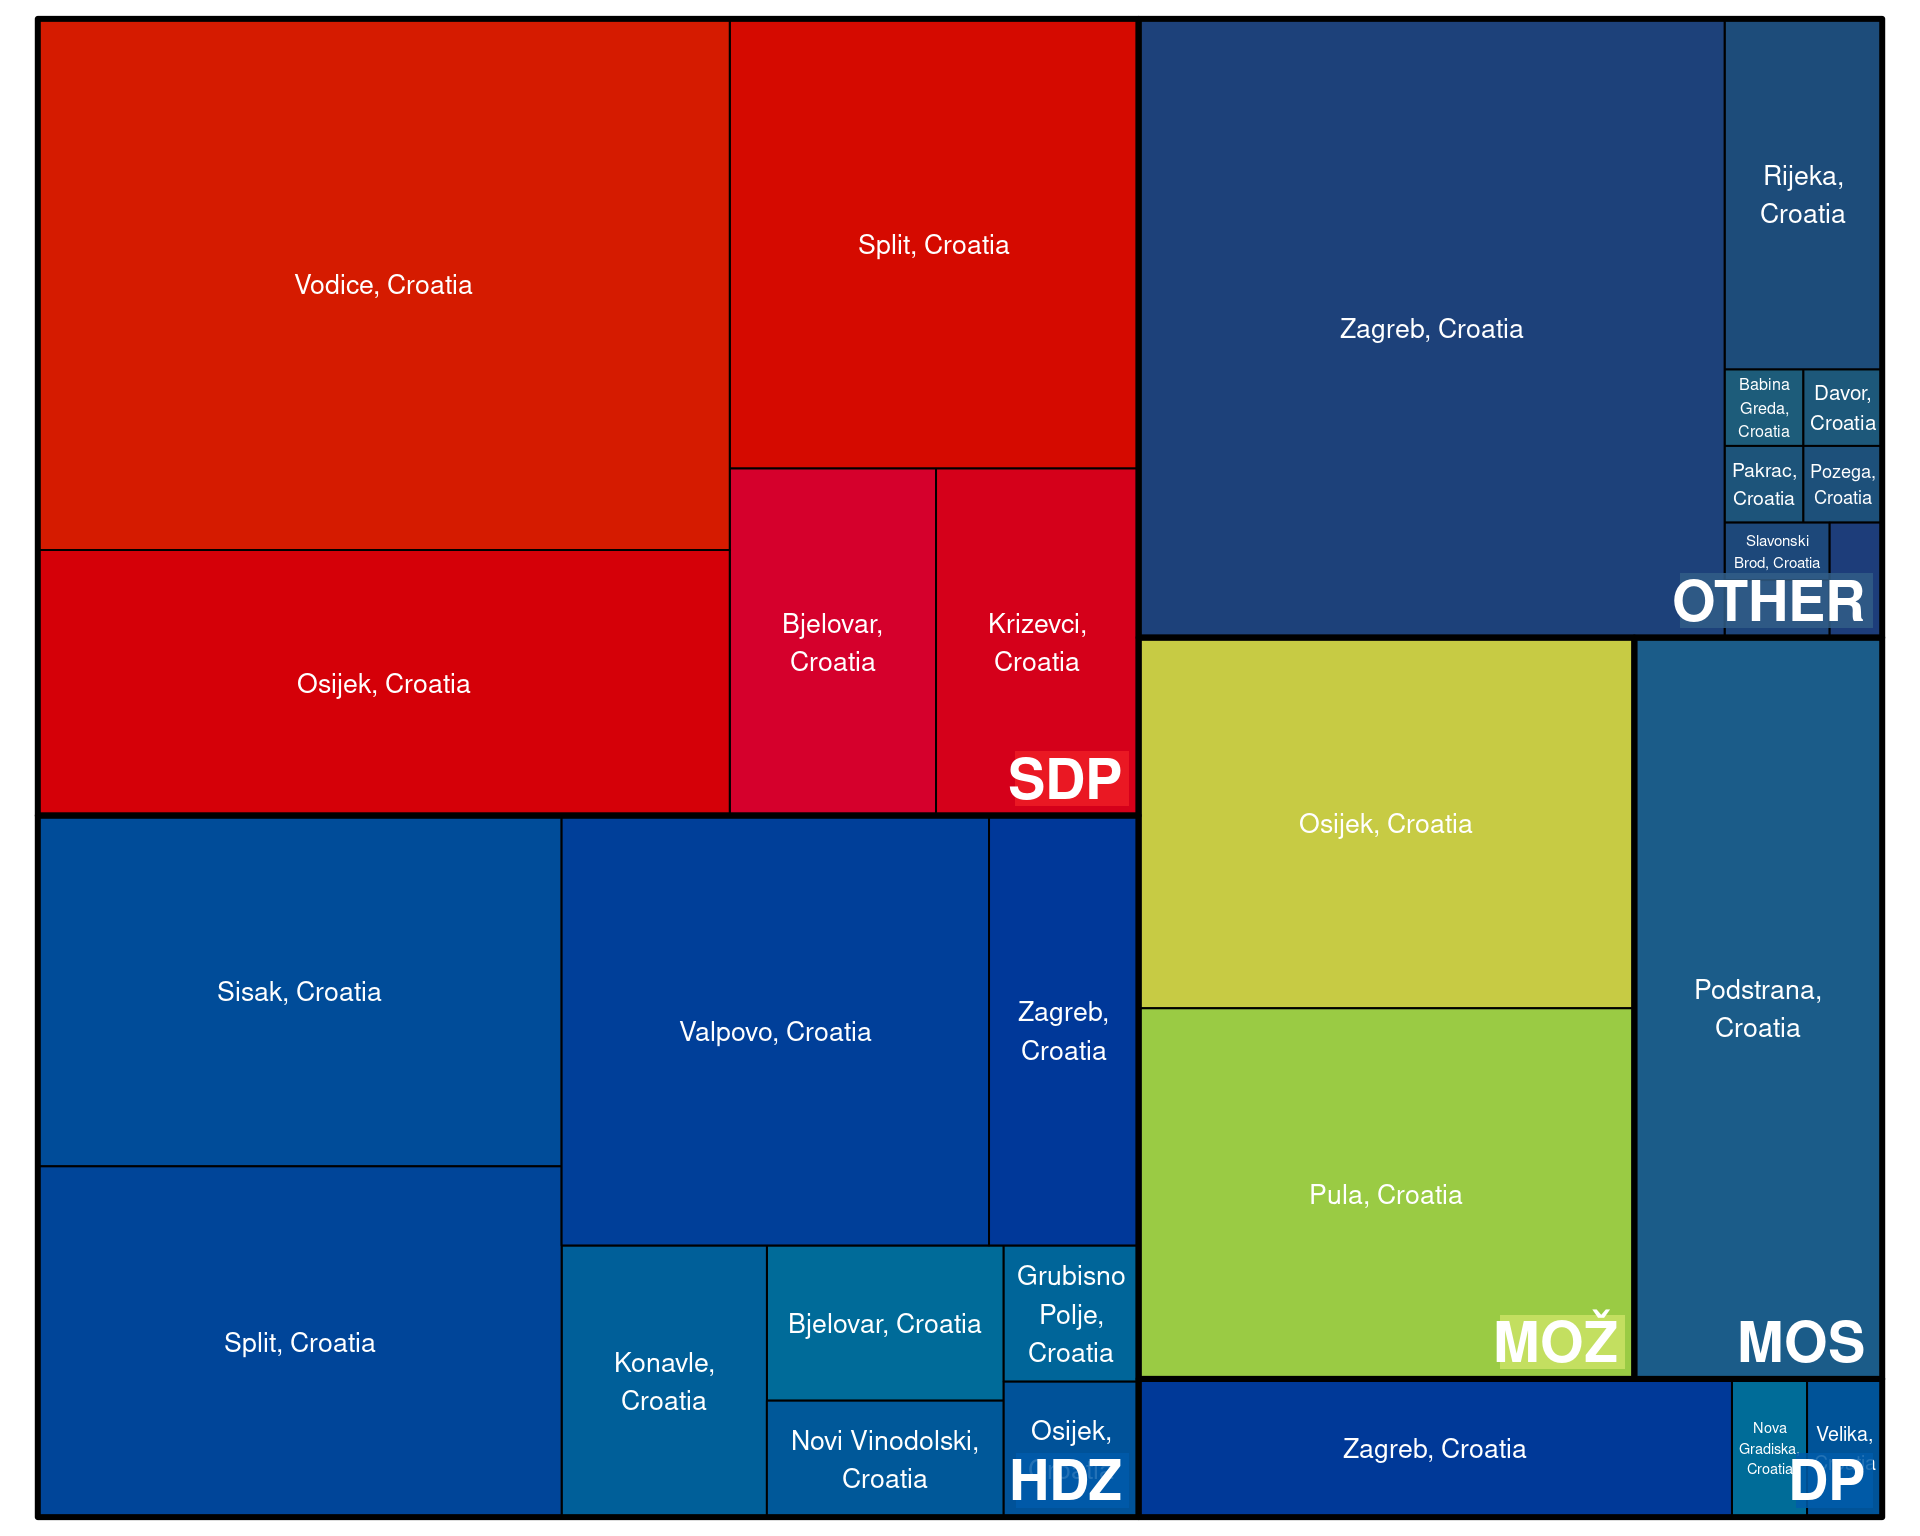 Vodice, Croatia
Split, Croatia
Osijek, Croatia
Bjelovar,
Croatia
Krizevci,
Croatia
SDP
Sisak, Croatia
Split, Croatia
Valpovo, Croatia
Zagreb,
Croatia
Konavle,
Croatia
Bjelovar, Croatia
Novi Vinodolski,
Croatia
Grubisno
Polje,
Croatia
Osijek,
Croatia
HDZ
Zagreb, Croatia
Rijeka,
Croatia
Babina
Greda,
Croatia
Davor,
Croatia
Pakrac,
Croatia
Pozega,
Croatia
Slavonski
Brod, Croatia
OTHER
Osijek, Croatia
Pula, Croatia
MOŽ
Podstrana,
Croatia
MOS
Zagreb, Croatia
Nova
Gradiska,
Croatia
Velika,
DP